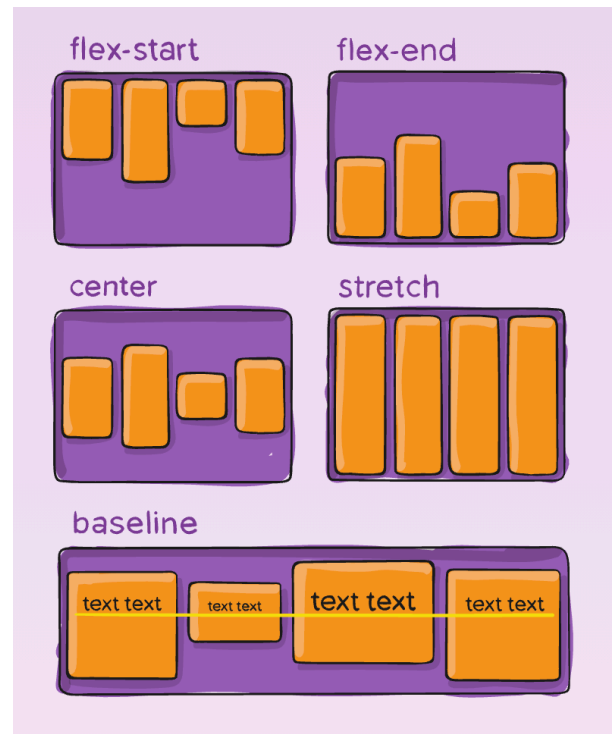 flex-start
flex-end
center
stretch
baseline
text text
text text
text text
text text